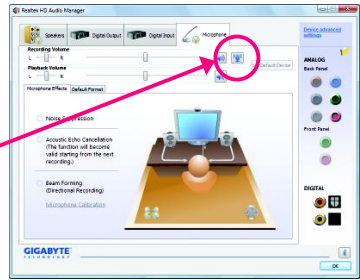 Realtek HD Audio Manager
Speakers
Digital Output
Digital Input
Microphone
Device advanced settings
Recording Volume
L
R
Set Default Device
Playback Volume
L
R
ANALOG
Back Panel
Microphone Effects
Default Format
Noise Suppression
Acoustic Echo Cancellation
(The function will become
valid starting from the next
recording.)
Front Panel
Beam Forming
(Directional Recording)
Microphone Calibration
DIGITAL
GIGABYTE
TECHNOLOGY
OK